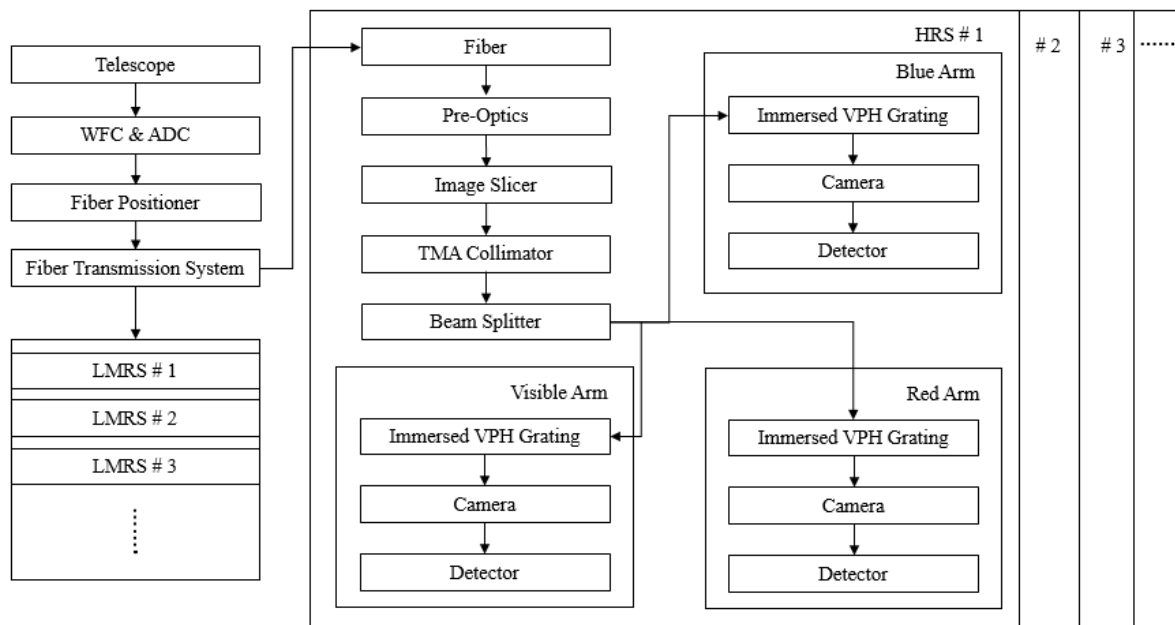 Telescope
WFC & ADC
Fiber Positioner
Fiber Transmission System
LMRS # 1
LMRS # 2
LMRS # 3
......
HRS # 1
Fiber
Pre-Optics
Image Slicer
TMA Collimator
Beam Splitter
Blue Arm
Immersed VPH Grating
Camera
Detector
Visible Arm
Immersed VPH Grating
Camera
Detector
Red Arm
Immersed VPH Grating
Camera
Detector
# 2
# 3
......